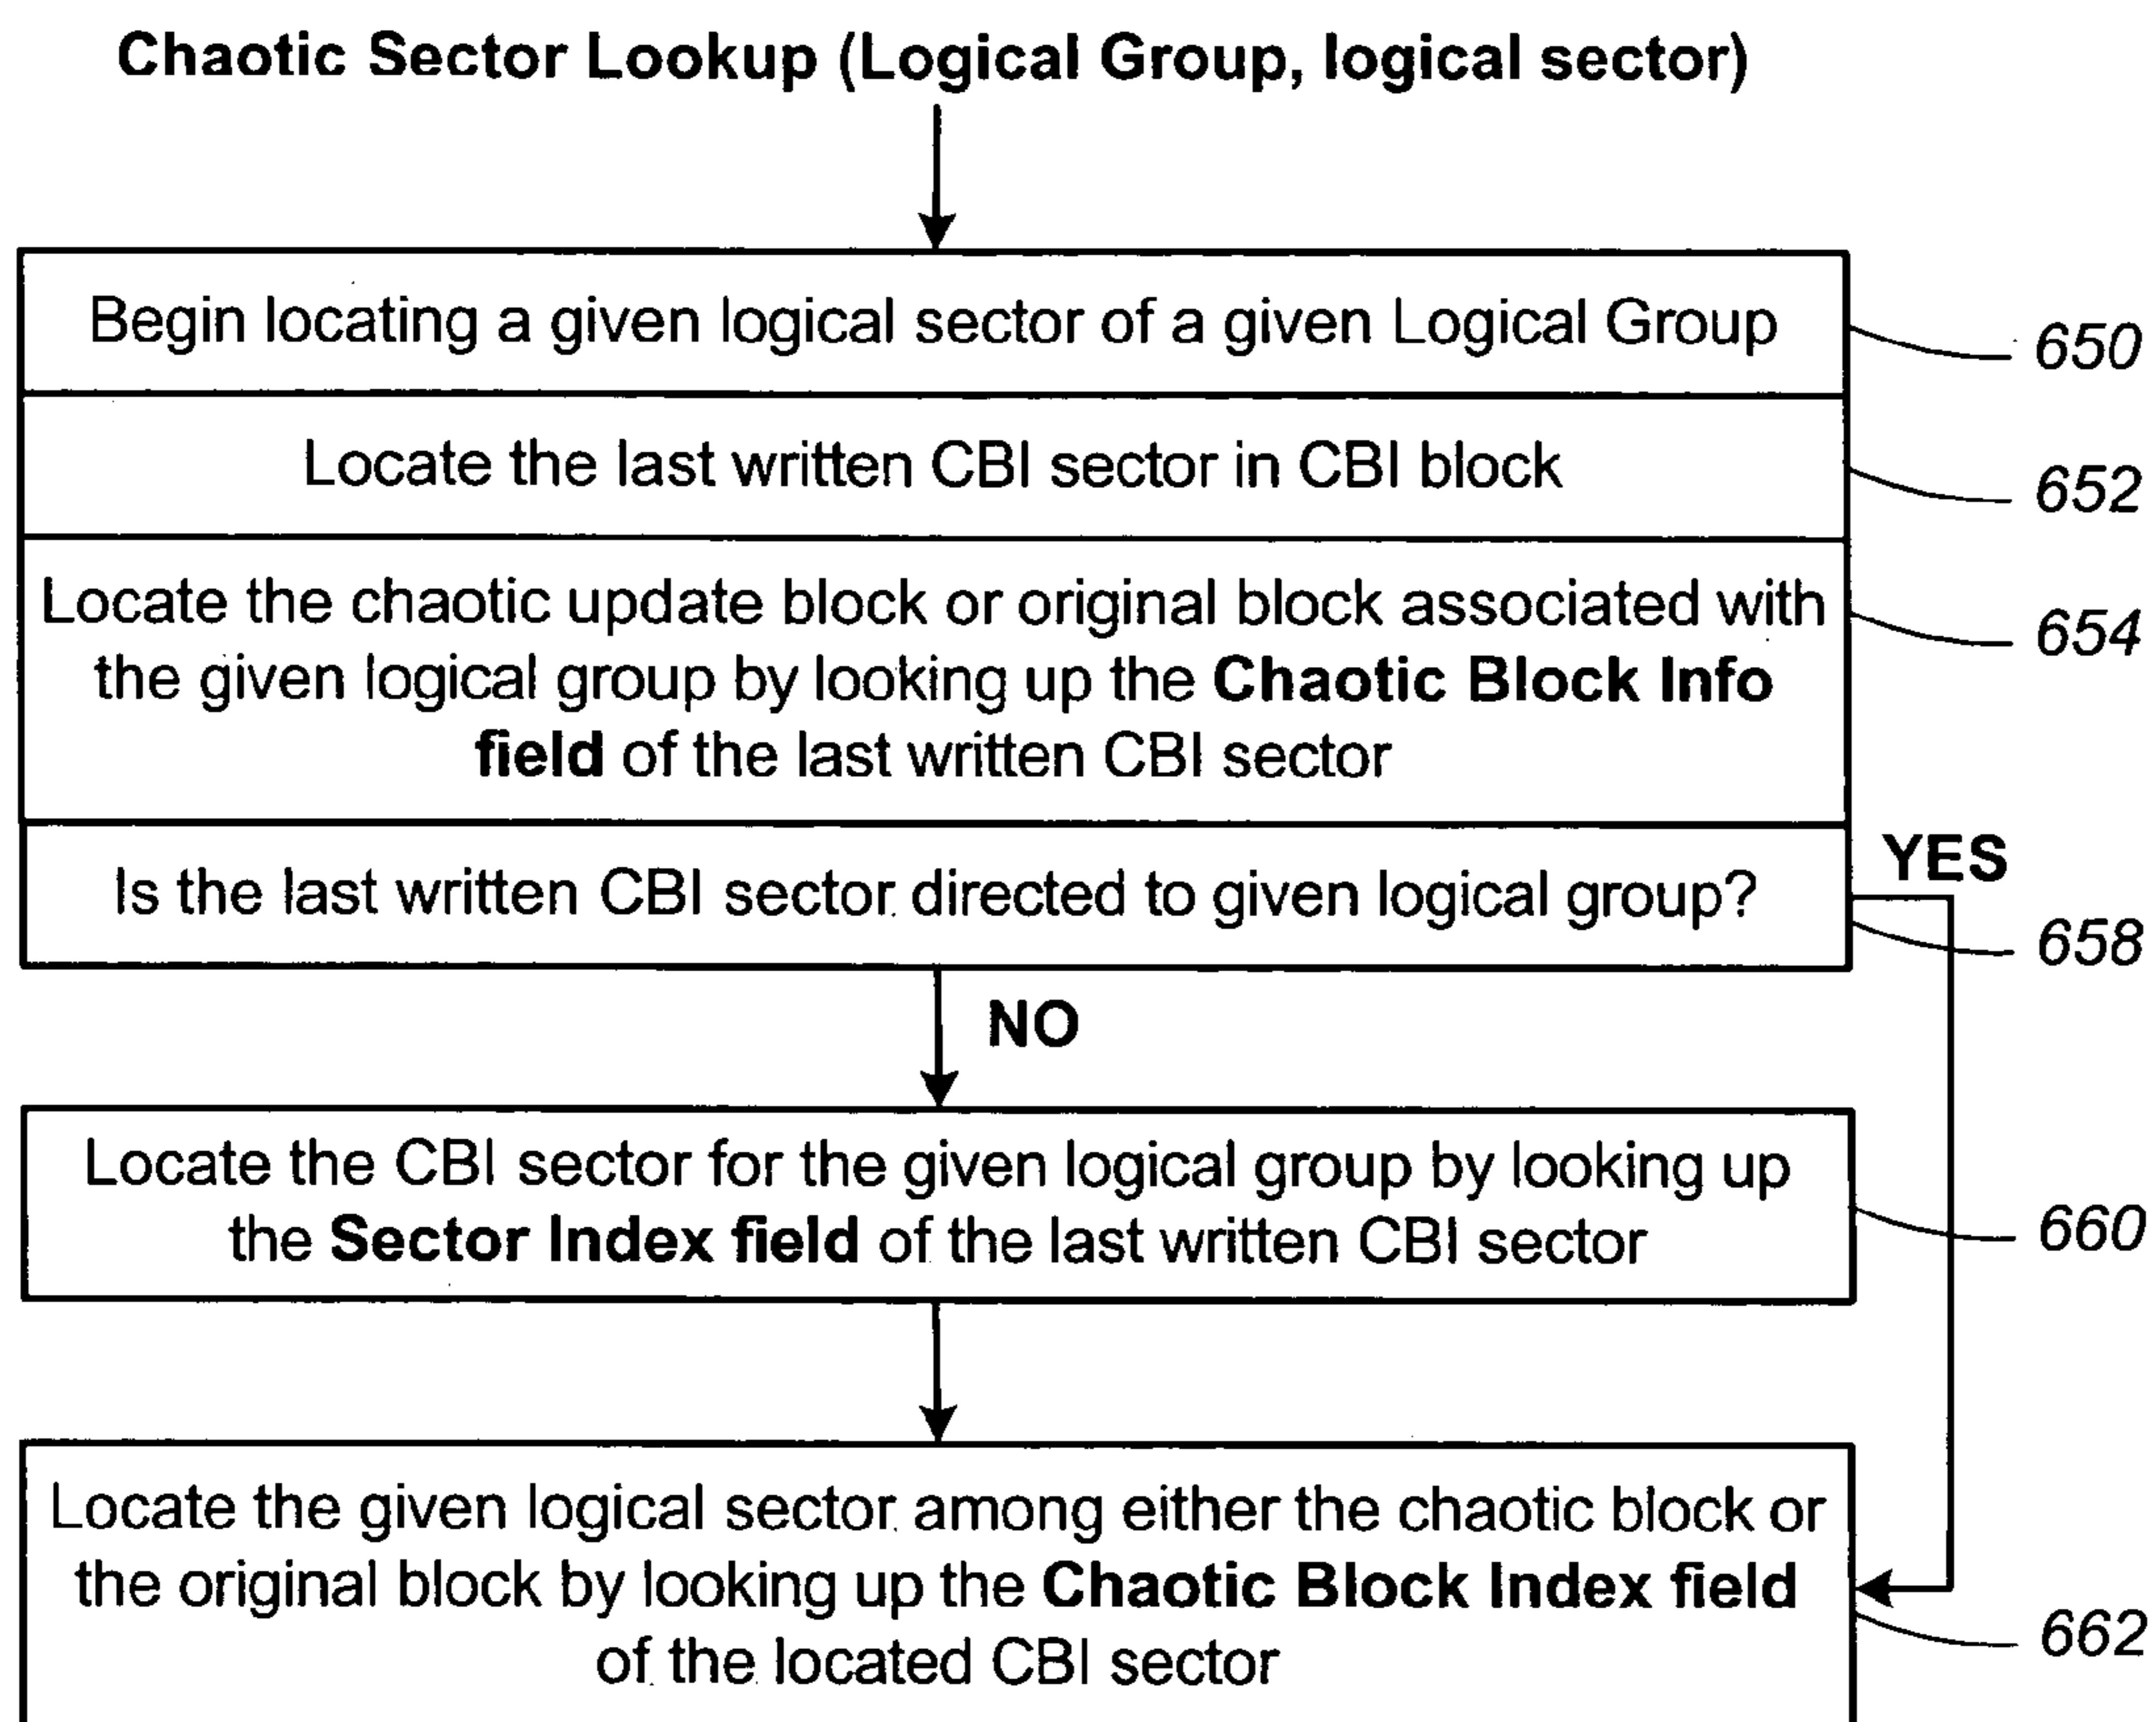 Chaotic Sector Lookup (Logical Group, logical sector)
Begin locating a given logical sector of a given Logical Group
650
Locate the last written CBI sector in CBI block
652
Locate the chaotic update block or original block associated with
the given logical group by looking up the Chaotic Block Info
field of the last written CBI sector
654
YES
Is the last written CBI sector directed to given logical group?
658
NO
Locate the CBI sector for the given logical group by looking up
the Sector Index field of the last written CBI sector
660
Locate the given logical sector among either the chaotic block or
the original block by looking up the Chaotic Block Index field
of the located CBI sector
662